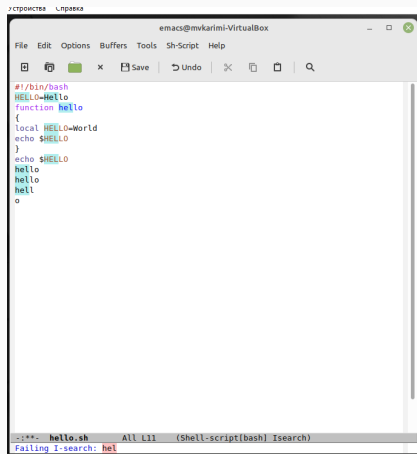 Устройства Справка
emacs@mvkarimi-VirtualBox
File Edit Options Buffers Tools Sh-Script Help
Save Undo
#!/bin/bash
HELLO=Hello
function hello
{
local HELLO=World
echo $HELLO
}
echo $HELLO
hello
hello
hell
o
-:**- hello.sh All L11 (Shell-script[bash] Isearch)
Failing I-search: hel